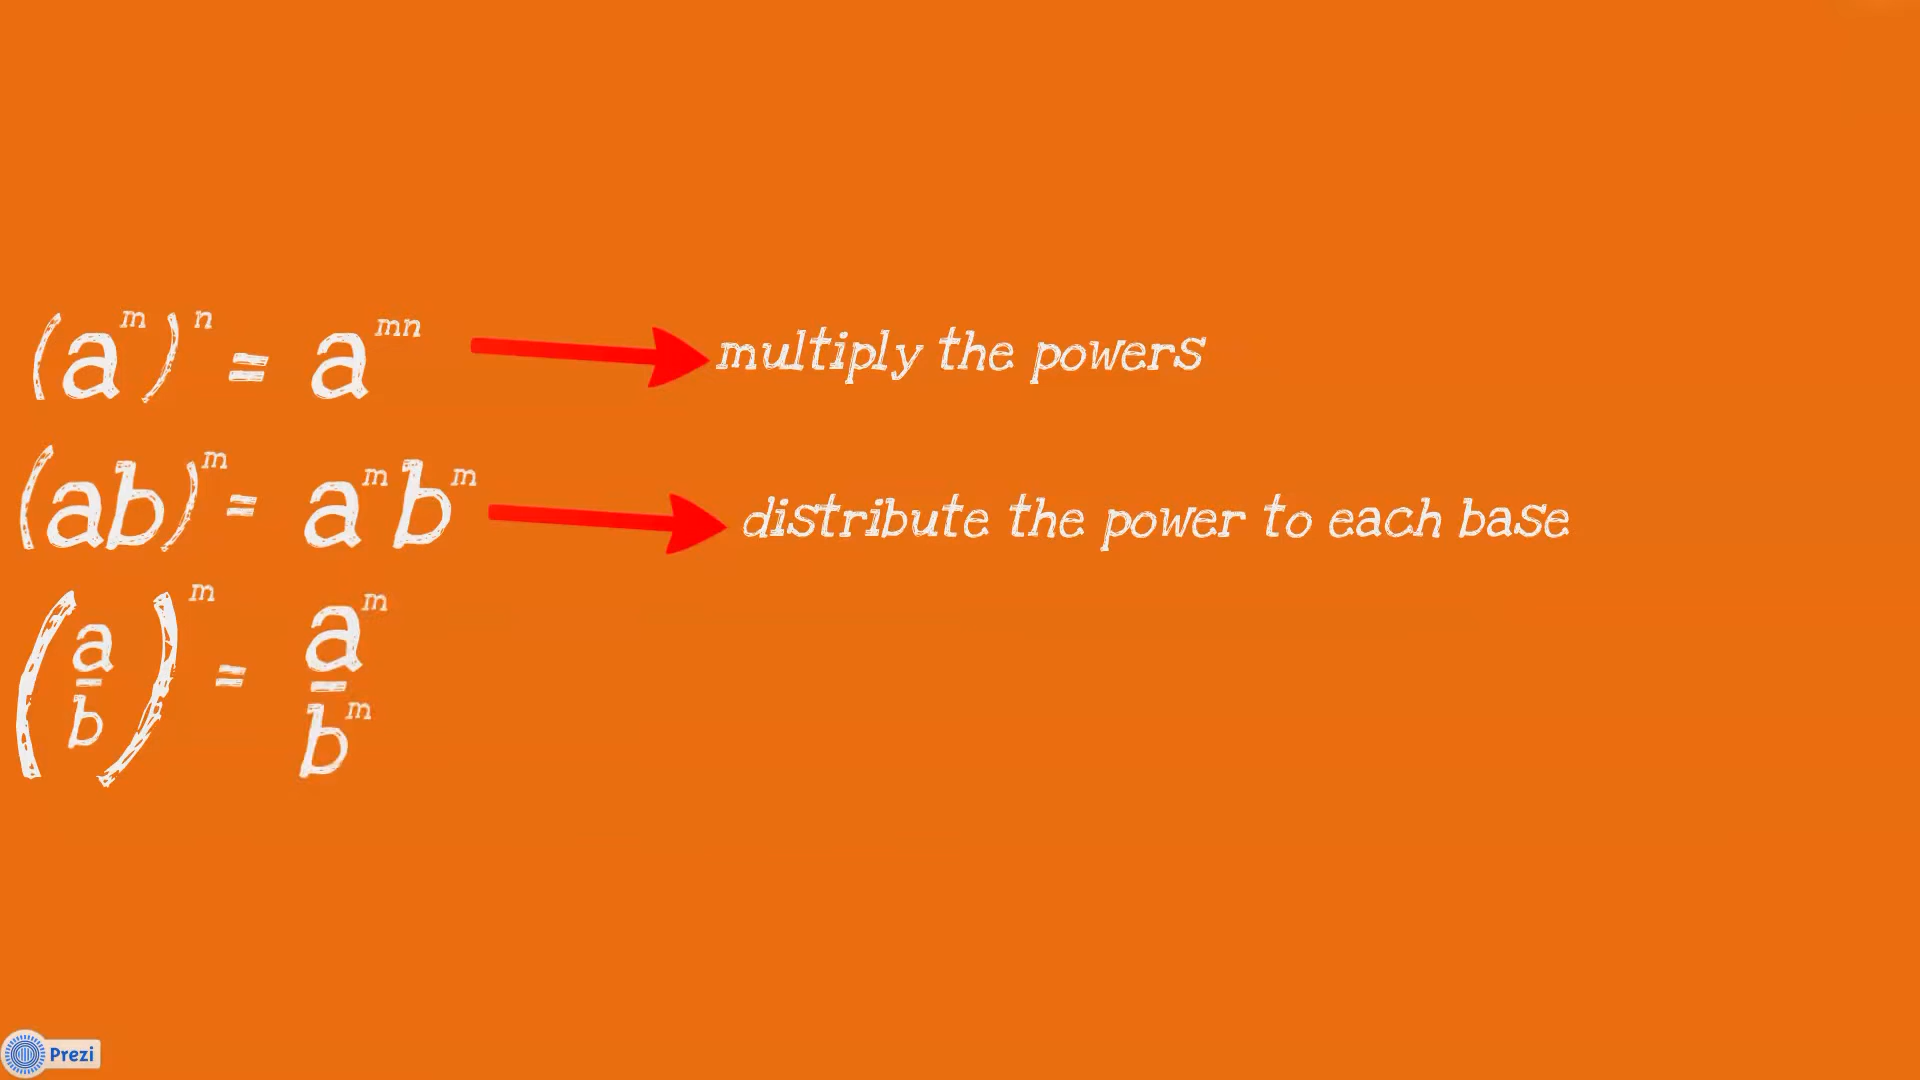 (a^m)^n = a^mn multiply the powers
(ab)^m = a^m b^m distribute the power to each base
(a/b)^m = a^m/b^m
Prezi